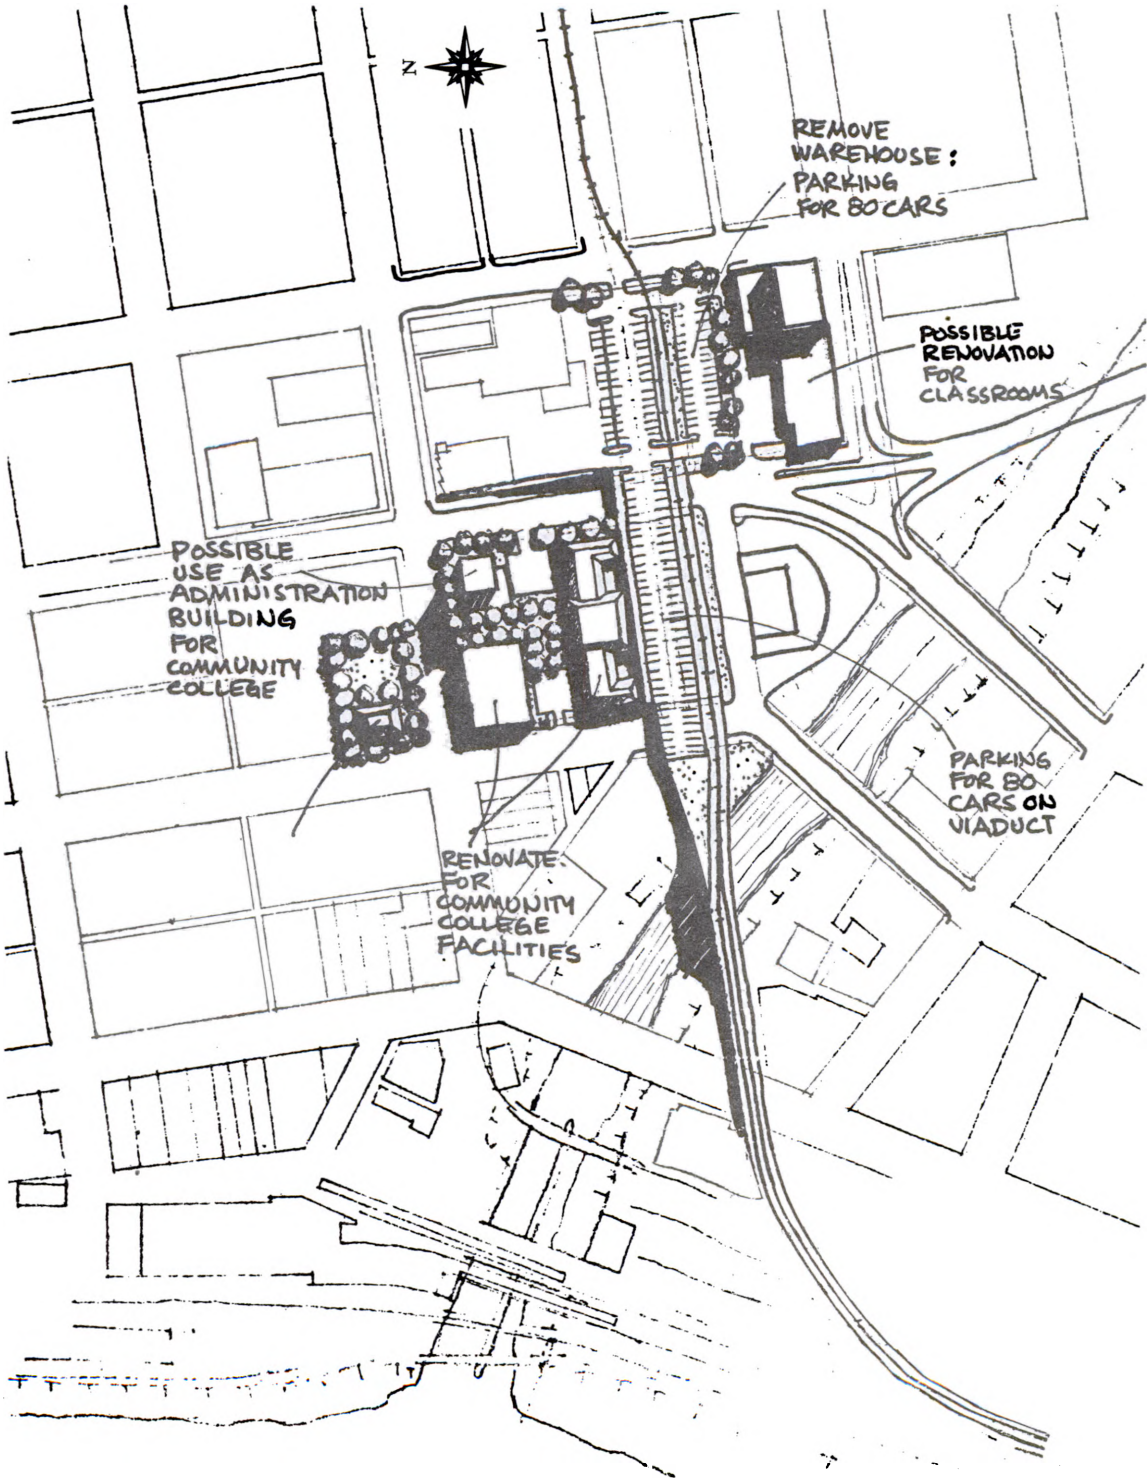 N
REMOVE
WAREHOUSE:
PARKING
FOR 80 CARS
POSSIBLE
RENOVATION
FOR
CLASSROOMS
POSSIBLE
USE AS
ADMINISTRATION
BUILDING
FOR
COMMUNITY
COLLEGE
PARKING
FOR 80
CARS ON
VIADUCT
RENOVATE
FOR
COMMUNITY
COLLEGE
FACILITIES